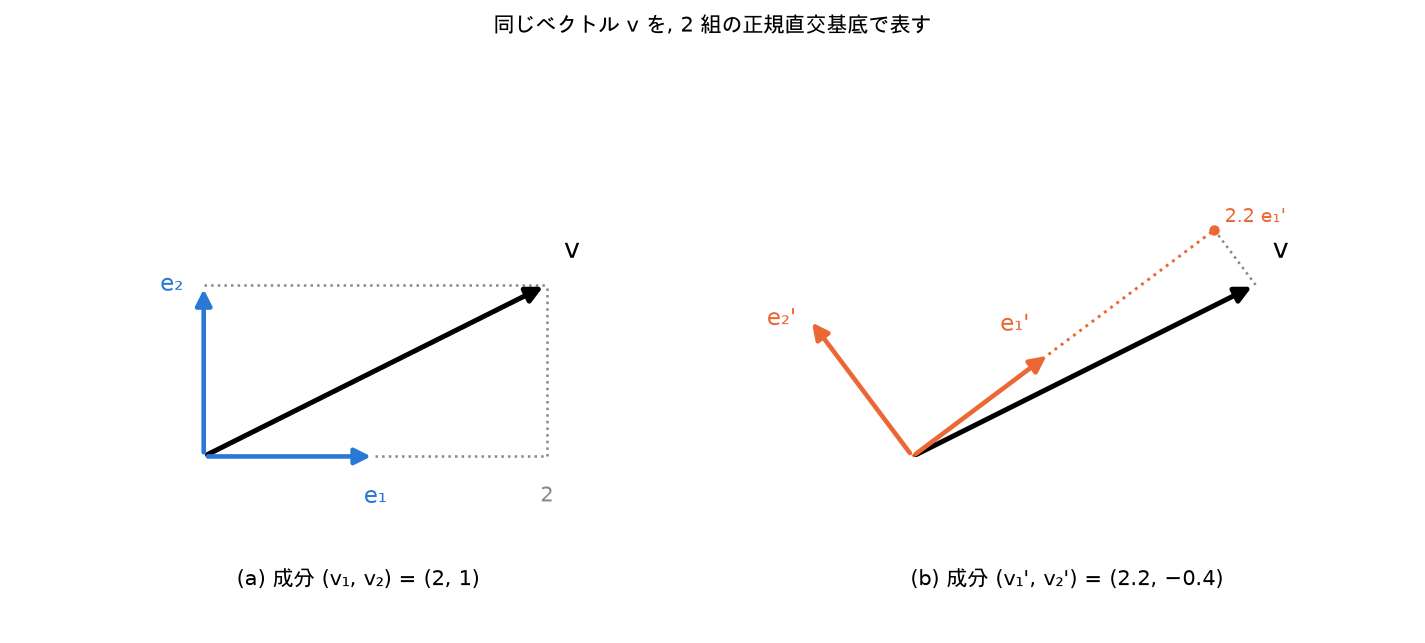 同じベクトル v を, 2 組の正規直交基底で表す
v
e₂
e₁
2
(a) 成分 (v₁, v₂) = (2, 1)
2.2 e₁'
v
e₁'
e₂'
(b) 成分 (v₁', v₂') = (2.2, −0.4)